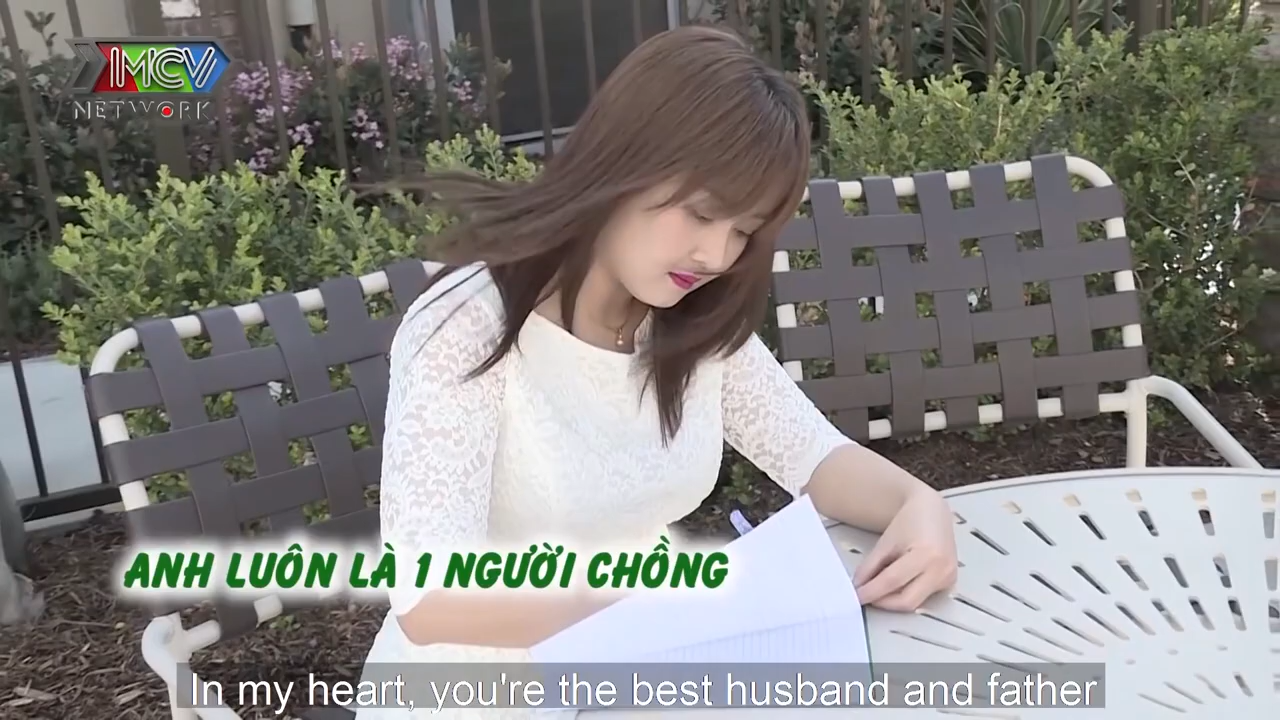 MCV
NETWORK
ANH LUÔN LÀ 1 NGƯỜI CHỒNG
In my heart, you're the best husband and father